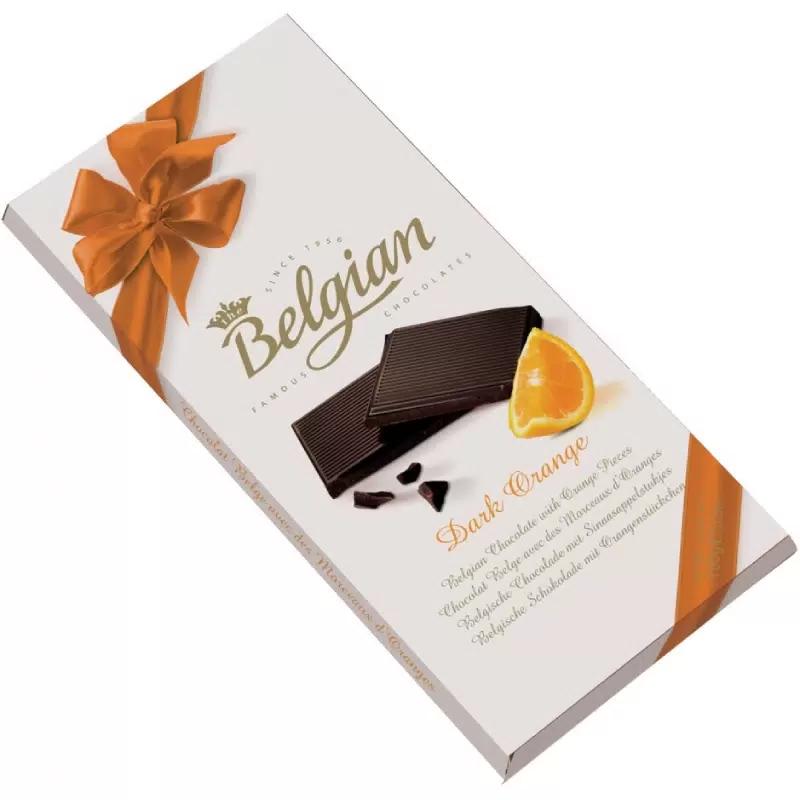 SINCE 1956
the
Belgian
FAMOUS CHOCOLATES
Dark Orange
Belgian Chocolate with Orange Pieces
Chocolat Belge avec des Morceaux d'Oranges
Belgische Chocolade met Sinaasappelstukjes
Belgische Schokolade mit Orangenstückchen
Chocolat Belge avec des Morceaux d'Oranges